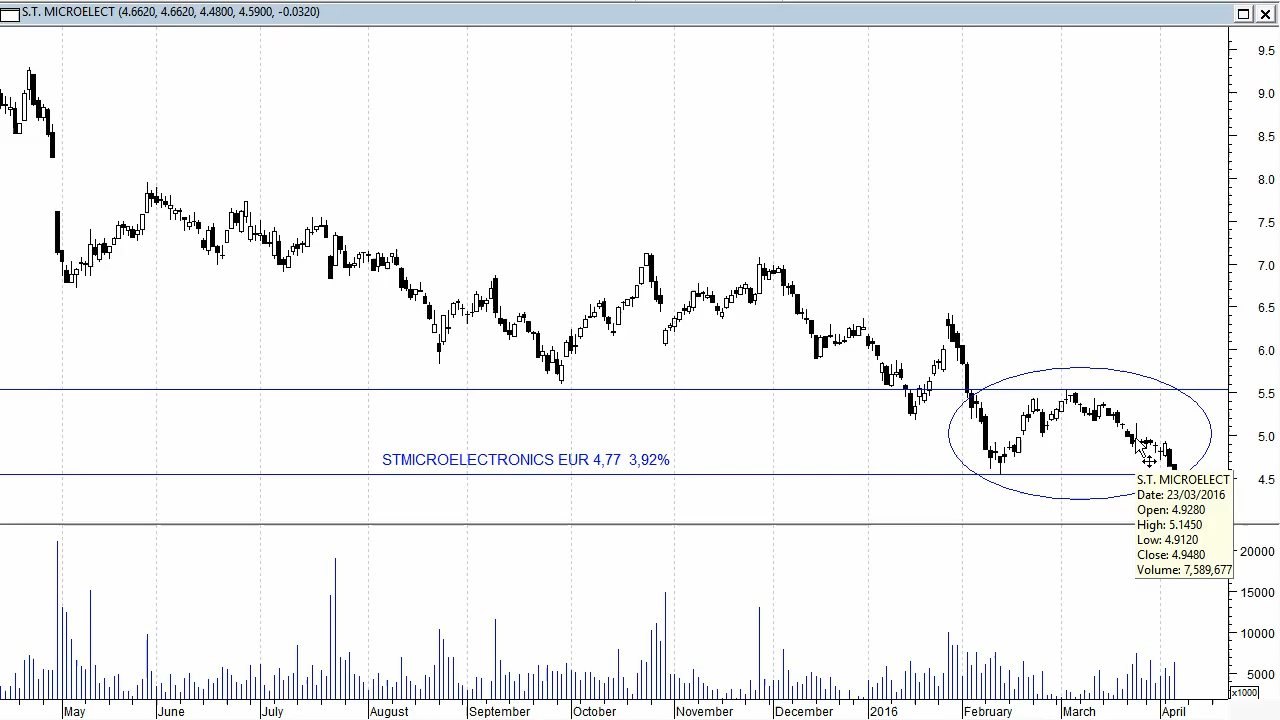 S.T. MICROELECT (4.6620, 4.6620, 4.4800, 4.5900, -0.0320)
9.5
9.0
8.5
8.0
7.5
7.0
6.5
6.0
5.5
5.0
STMICROELECTRONICS EUR 4,77 3,92%
4.5
S.T. MICROELECT
Date: 23/03/2016
Open: 4.9280
High: 5.1450
Low: 4.9120
Close: 4.9480
Volume: 7,589,677
20000
15000
10000
5000
x1000
May June July August September October November December 2016 February March April